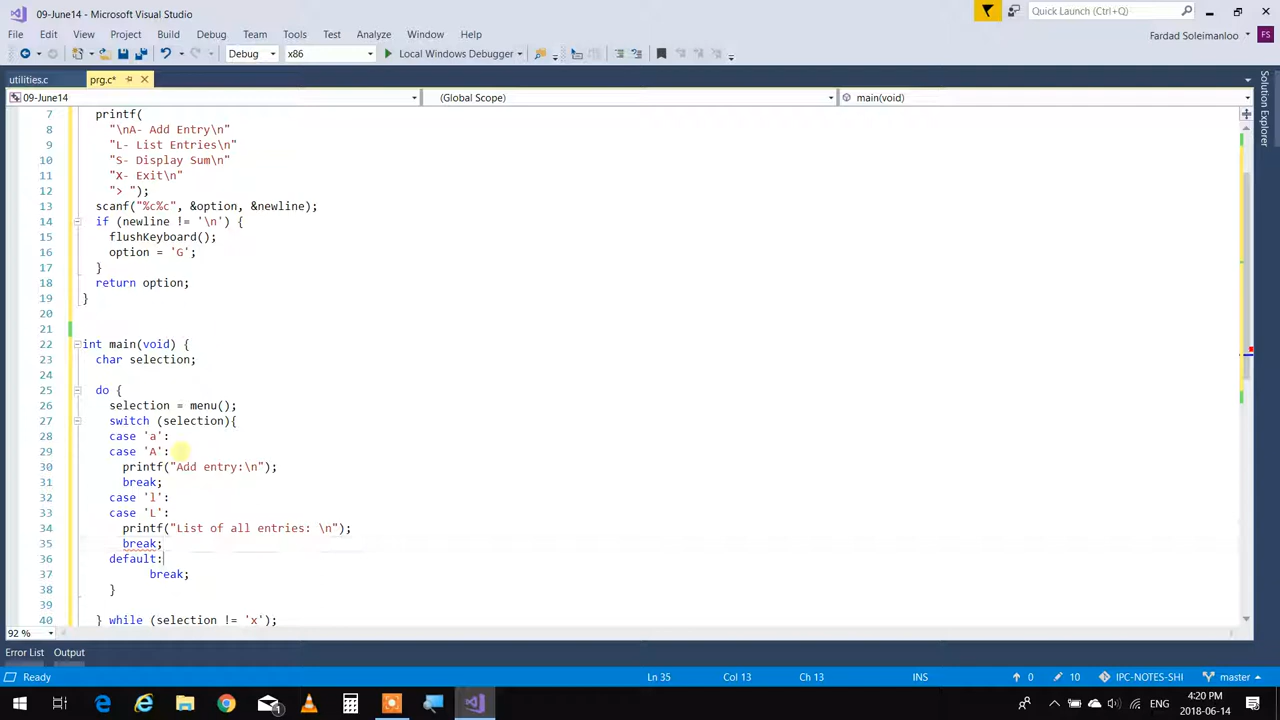 09-June14 - Microsoft Visual Studio
Quick Launch (Ctrl+Q)
File Edit View Project Build Debug Team Tools Test Analyze Window Help
Fardad Soleimanloo FS
Debug x86 Local Windows Debugger
utilities.c prg.c*
09-June14 (Global Scope) main(void)
7 printf(
8 "\nA- Add Entry\n"
9 "L- List Entries\n"
10 "S- Display Sum\n"
11 "X- Exit\n"
12 "> ");
13 scanf("%c%c", &option, &newline);
14 if (newline != '\n') {
15 flushKeyboard();
16 option = 'G';
17 }
18 return option;
19 }
20
21
22 int main(void) {
23 char selection;
24
25 do {
26 selection = menu();
27 switch (selection){
28 case 'a':
29 case 'A':
30 printf("Add entry:\n");
31 break;
32 case 'l':
33 case 'L':
34 printf("List of all entries: \n");
35 break;
36 default:
37 break;
38 }
39
40 } while (selection != 'x');
92 %
Solution Explorer
Error List Output
Ready Ln 35 Col 13 Ch 13 INS 0 10 IPC-NOTES-SHI master
1
ENG
4:20 PM
2018-06-14
3